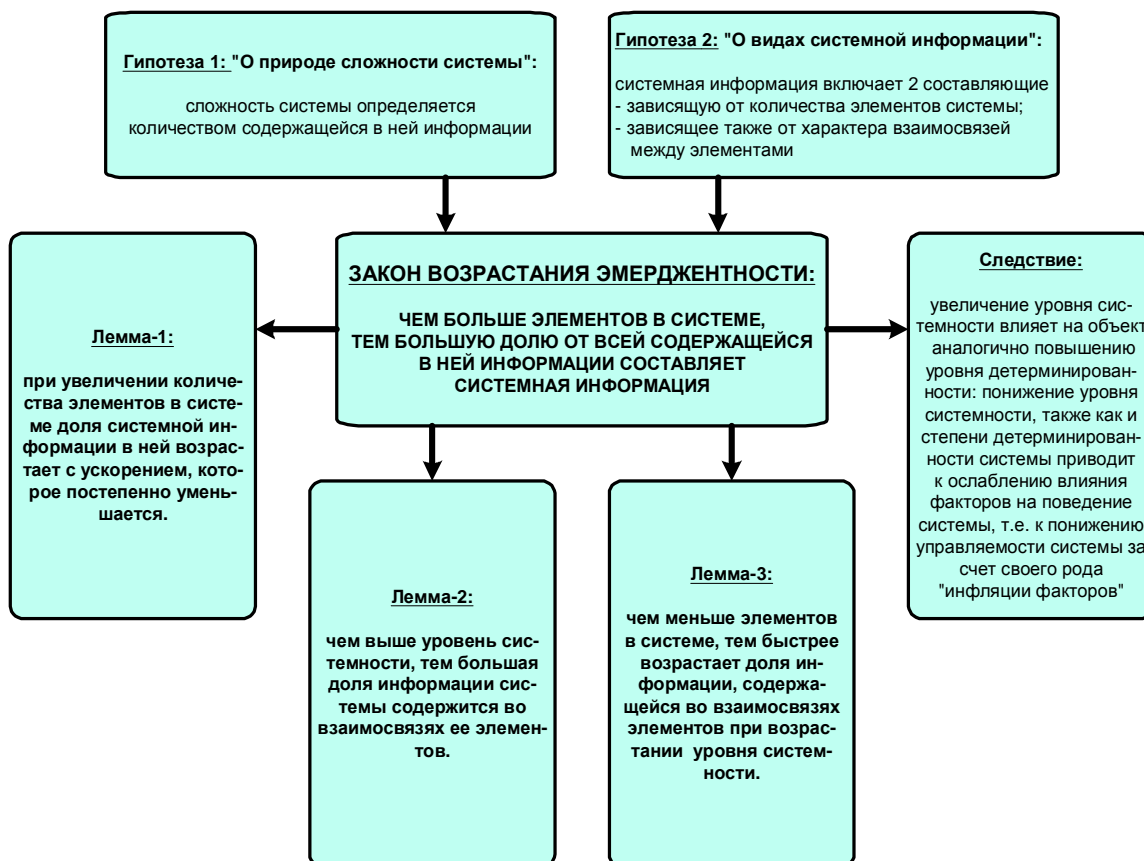 Гипотеза 1: "О природе сложности системы":
сложность системы определяется
количеством содержащейся в ней информации
Гипотеза 2: "О видах системной информации":
системная информация включает 2 составляющие
- зависящую от количества элементов системы;
- зависящее также от характера взаимосвязей
между элементами
ЗАКОН ВОЗРАСТАНИЯ ЭМЕРДЖЕНТНОСТИ:
ЧЕМ БОЛЬШЕ ЭЛЕМЕНТОВ В СИСТЕМЕ,
ТЕМ БОЛЬШУЮ ДОЛЮ ОТ ВСЕЙ СОДЕРЖАЩЕЙСЯ
В НЕЙ ИНФОРМАЦИИ СОСТАВЛЯЕТ
СИСТЕМНАЯ ИНФОРМАЦИЯ
Лемма-1:
при увеличении количе-
ства элементов в систе-
ме доля системной ин-
формации в ней возрас-
тает с ускорением, кото-
рое постепенно умень-
шается.
Лемма-2:
чем выше уровень сис-
темности, тем большая
доля информации сис-
темы содержится во
взаимосвязях ее элемен-
тов.
Лемма-3:
чем меньше элементов
в системе, тем быстрее
возрастает доля ин-
формации, содержа-
щейся во взаимосвязях
элементов при возрас-
тании уровня систем-
ности.
Следствие:
увеличение уровня сис-
темности влияет на объект
аналогично повышению
уровня детерминирован-
ности: понижение уровня
системности, также как и
степени детерминирован-
ности системы приводит
к ослаблению влияния
факторов на поведение
системы, т.е. к понижению
управляемости системы за
счет своего рода
"инфляции факторов"